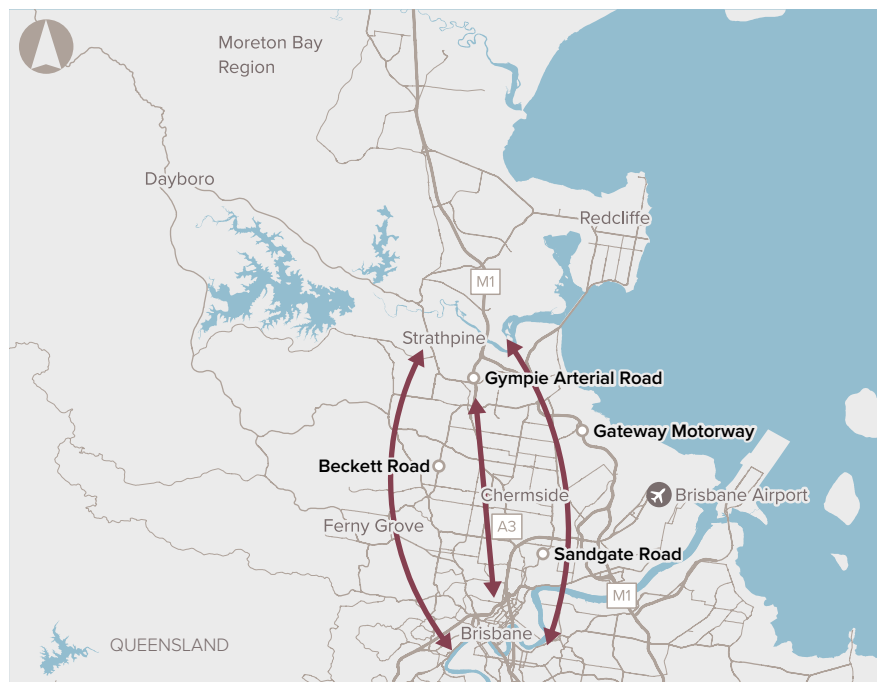 Moreton Bay
Region
Dayboro
Redcliffe
M1
Strathpine
Gympie Arterial Road
Gateway Motorway
Beckett Road
Chermside
Brisbane Airport
Ferny Grove
A3
Sandgate Road
M1
Brisbane
QUEENSLAND